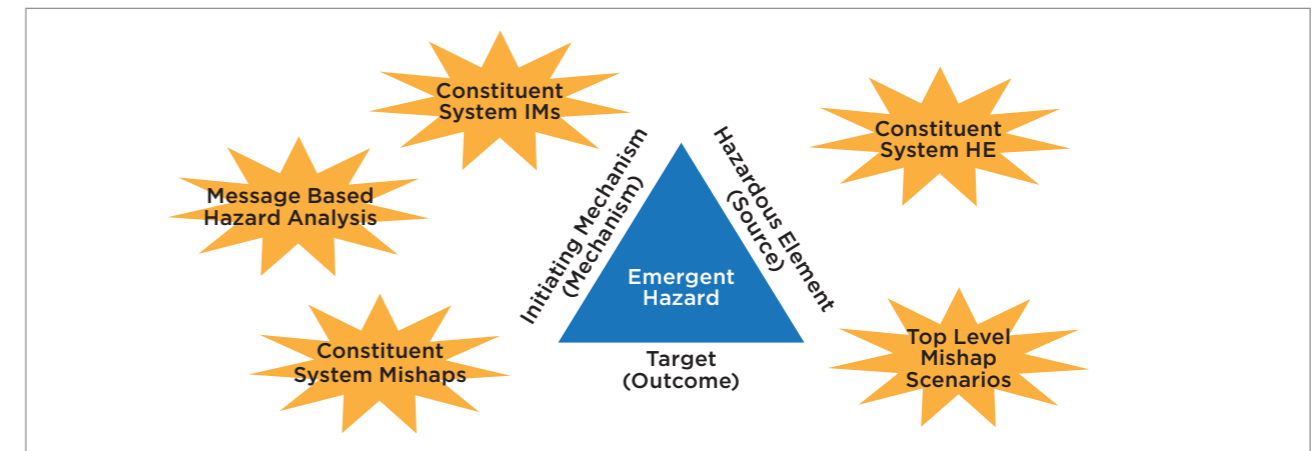 Constituent
System IMs
Constituent
System HE
Message Based
Hazard Analysis
Initiating Mechanism
(Mechanism)
Hazardous Element
(Source)
Emergent
Hazard
Constituent
System Mishaps
Target
(Outcome)
Top Level
Mishap
Scenarios